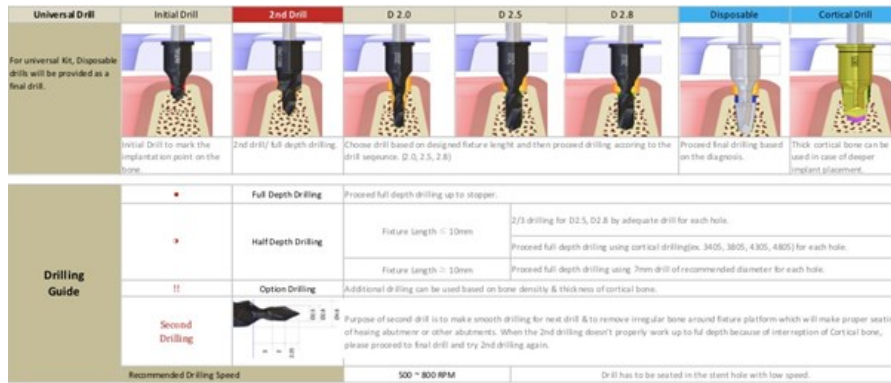 Universal Drill
Initial Drill
2nd Drill
D 2.0
D 2.5
D 2.8
Disposable
Cortical Drill
For universal Kit, Disposable
drills will be provided as a
final drill.
Initial Drill to mark the
implantation point on the
bone.
2nd drill/ full depth drilling.
Choose drill based on designed fixture lenght and then proceed drilling accoring to the
drill seqeunce. (2.0, 2.5, 2.8)
Proceed final drilling based
on the diagnosis.
Thick cortical bone can be
used in case of deeper
implant placement.
Drilling
Guide
Full Depth Drilling
Proceed full depth drilling up to stopper.
Half Depth Drilling
Fixture Length ≤ 10mm
2/3 drilling for D2.5, D2.8 by adequate drill for each hole.
Proceed full depth driling using cortical drilling(ex. 340S, 380S, 430S, 480S) for each hole.
Fixture Length ≥ 10mm
Proceed full depth drilling using 7mm drill of recommended diameter for each hole.
!!
Option Drilling
Additional drilling can be used based on bone densitiy & thickness of cortical bone.
Second
Drilling
Purpose of second drill is to make smooth drilling for next drill & to remove irregular bone around fixture platform which will make proper seatin
of heaing abutmenr or other abutments. When the 2nd drilling doesn't properly work up to ful depth because of interreption of Cortical bone,
please proceed to final drill and try 2nd drilling again.
Recommended Drilling Speed
500 ~ 800 RPM
Drill has to be seated in the stent hole with low speed.